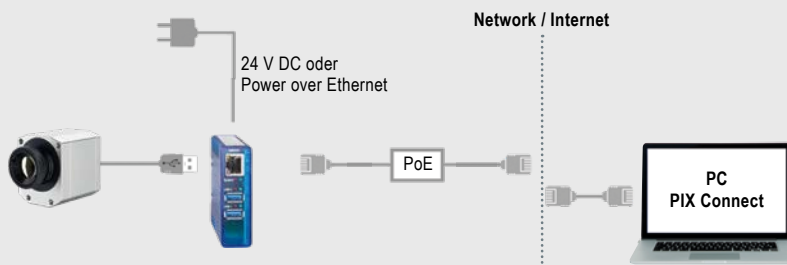 Network / Internet
24 V DC oder
Power over Ethernet
PoE
PC
PIX Connect